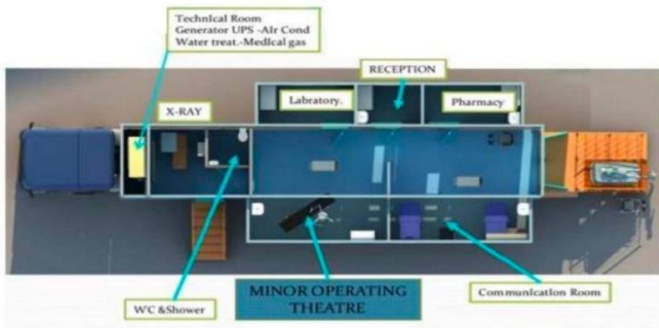 Technical Room
Generator UPS -Air Cond
Water treat.-Medical gas
RECEPTION
X-RAY
Labratory.
Pharmacy
WC &Shower
MINOR OPERATING
THEATRE
Communication Room